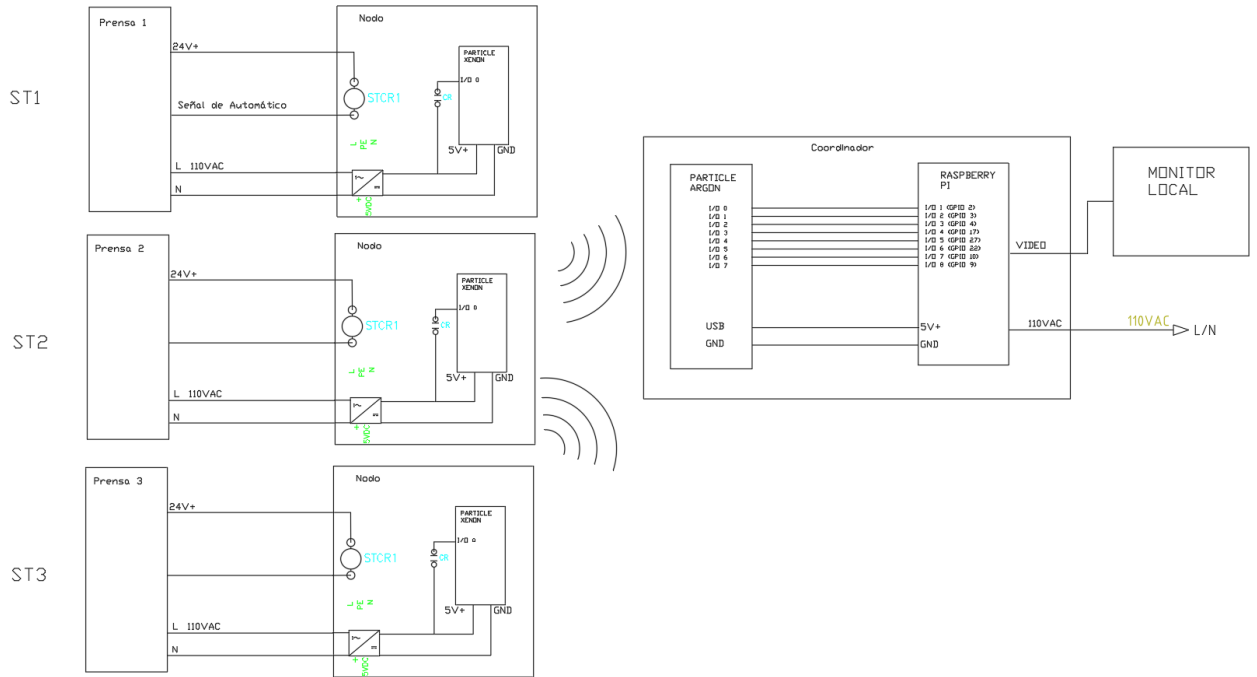 ST1
Prensa 1
24V+
Señal de Automático
L 110VAC
N
Nodo
STCR1
L
PE
N
+
5VDC
CR
PARTICLE
XENON
I/O 0
5V+
GND
ST2
Prensa 2
24V+
L 110VAC
N
Nodo
STCR1
L
PE
N
+
5VDC
CR
PARTICLE
XENON
I/O 0
5V+
GND
ST3
Prensa 3
24V+
L 110VAC
N
Nodo
STCR1
L
PE
N
+
5VDC
CR
PARTICLE
XENON
I/O 0
5V+
GND
Coordinador
PARTICLE
ARGON
I/O 0
I/O 1
I/O 2
I/O 3
I/O 4
I/O 5
I/O 6
I/O 7
USB
GND
RASPBERRY
PI
I/O 1 (GPIO 2)
I/O 2 (GPIO 3)
I/O 3 (GPIO 4)
I/O 4 (GPIO 17)
I/O 5 (GPIO 27)
I/O 6 (GPIO 22)
I/O 7 (GPIO 10)
I/O 8 (GPIO 9)
5V+
GND
VIDEO
110VAC
110VAC
L/N
MONITOR
LOCAL